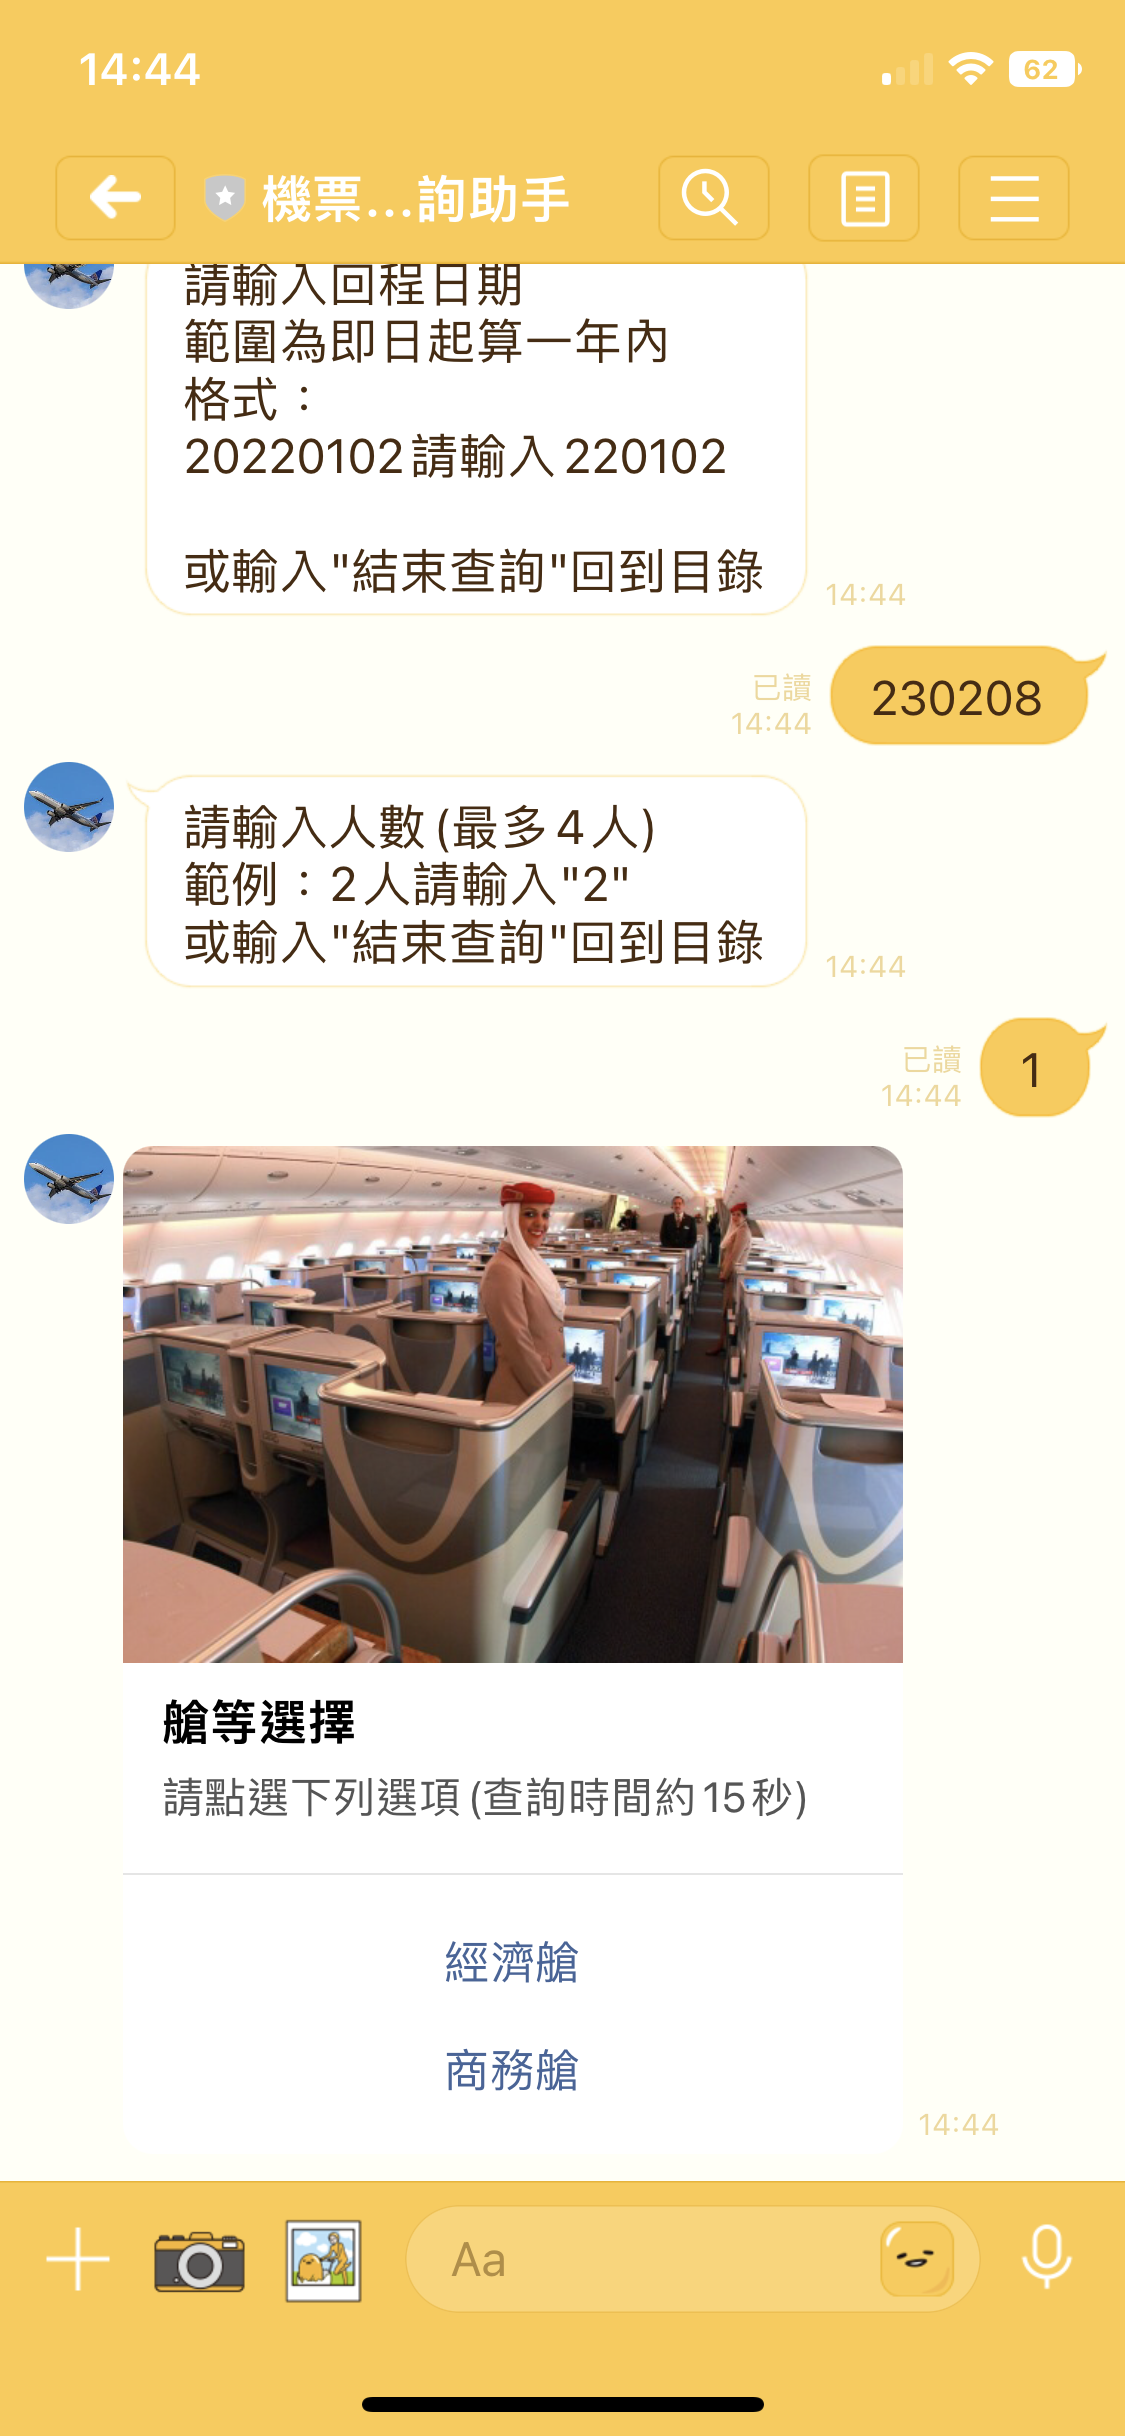 14:44
62
機票...詢助手
請輸入回程日期
範圍為即日起算一年內
格式：
20220102請輸入220102
或輸入"結束查詢"回到目錄
14:44
已讀
14:44
230208
請輸入人數(最多4人)
範例：2人請輸入"2"
或輸入"結束查詢"回到目錄
14:44
已讀
14:44
1
艙等選擇
請點選下列選項(查詢時間約15秒)
經濟艙
商務艙
14:44
Aa